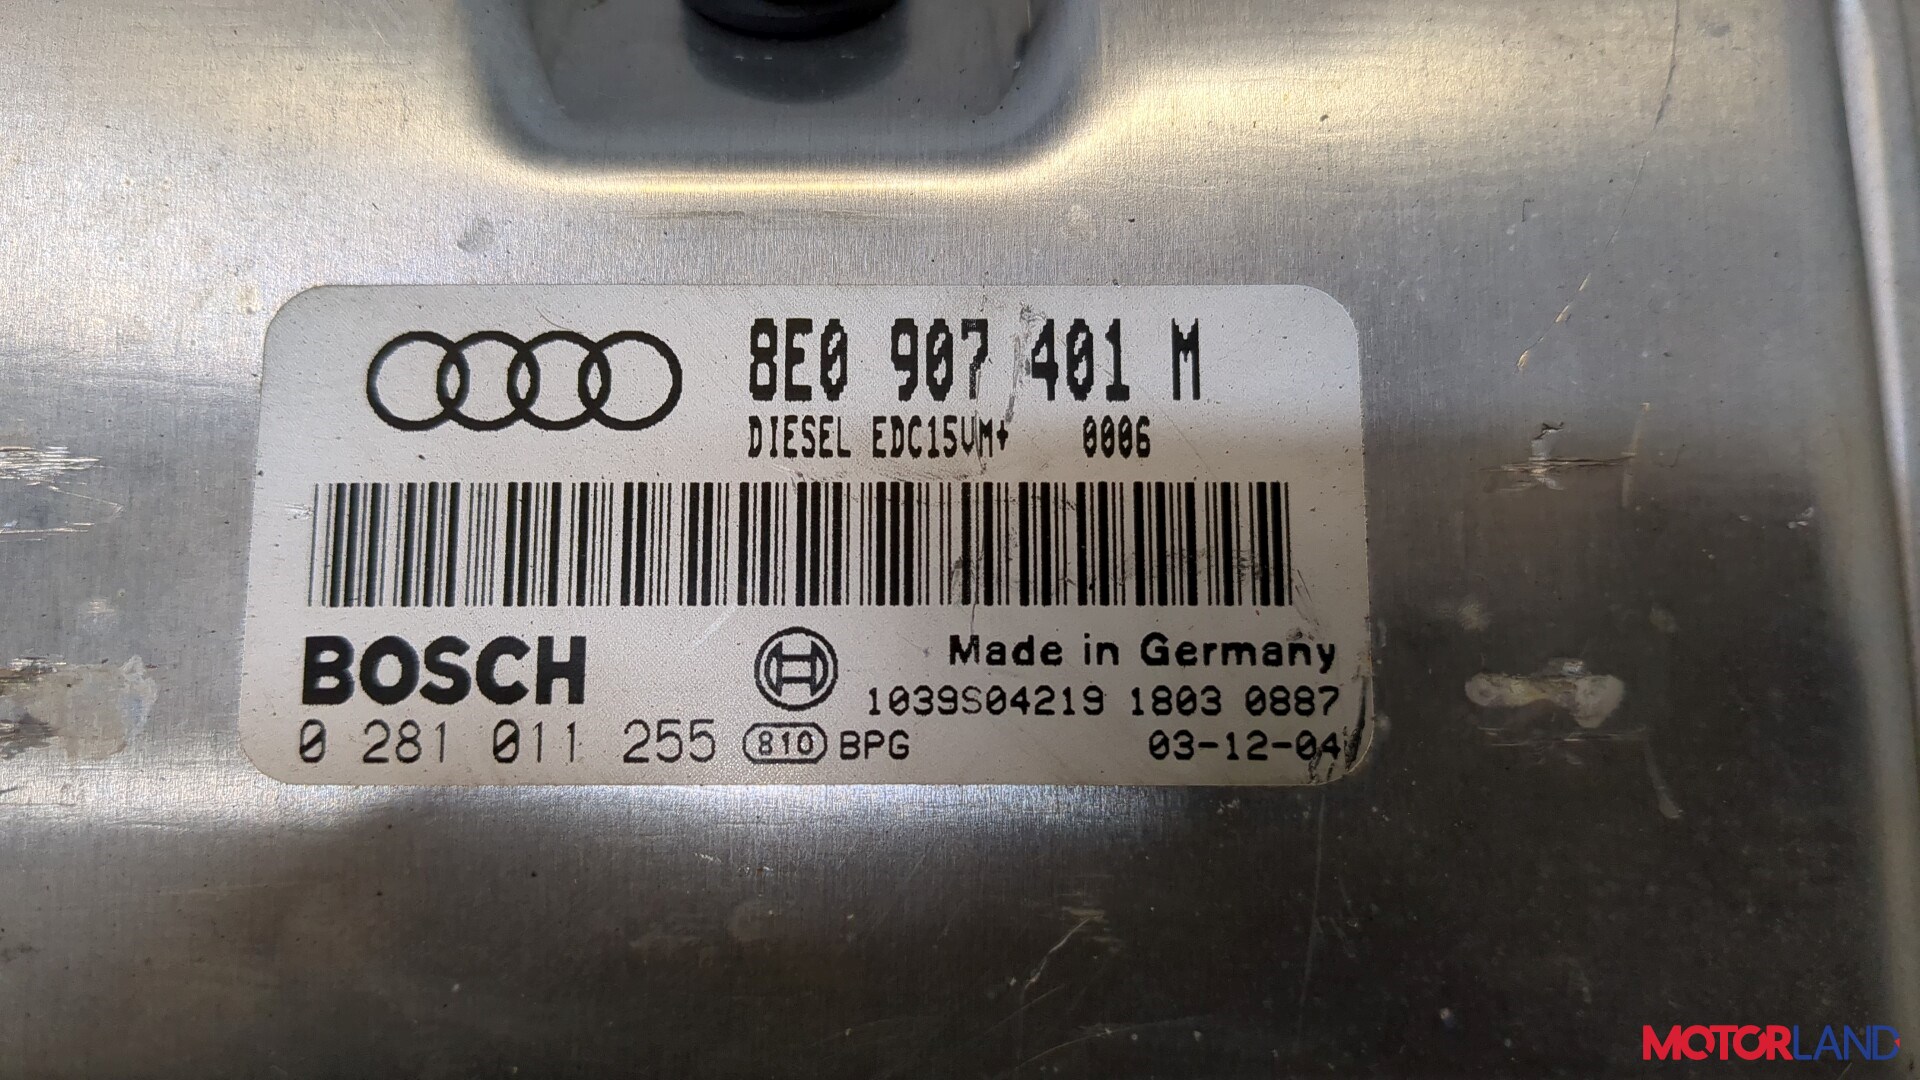 8E0 907 401 M
DIESEL EDC15VM+ 0006
BOSCH
Made in Germany
1039S04219 1803 0887
0 281 011 255 810 BPG 03-12-04
MOTORLAND